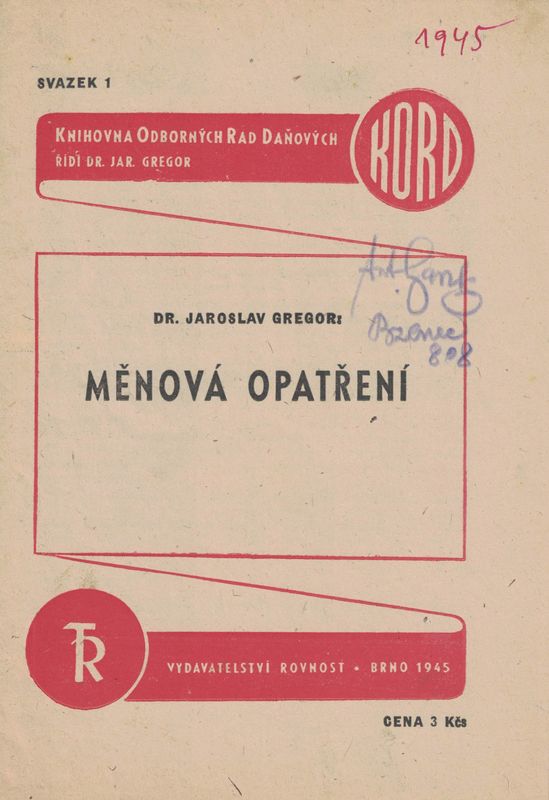 1945
SVAZEK 1
KNIHOVNA ODBORNÝCH RAD DAŇOVÝCH
ŘÍDÍ DR. JAR. GREGOR
KORD
DR. JAROSLAV GREGOR:
MĚNOVÁ OPATŘENÍ
Bzenec
808
TR
VYDAVATELSTVÍ ROVNOST • BRNO 1945
CENA 3 Kčs